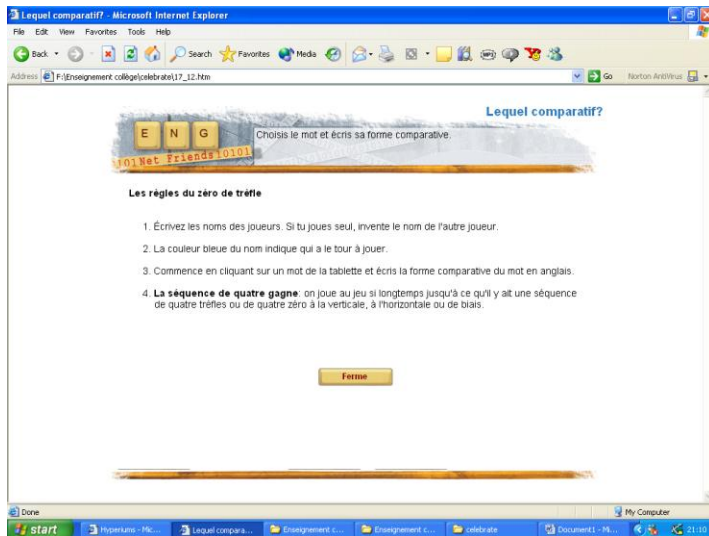 Lequel comparatif? - Microsoft Internet Explorer
File Edit View Favorites Tools Help
Back Search Favorites Media
Address F:\Enseignement collège\celebrate\17_12.htm Go Norton AntiVirus
Lequel comparatif?
E N G
Choisis le mot et écris sa forme comparative.
101Net Friends10101
Les règles du zéro de trèfle
1. Écrivez les noms des joueurs. Si tu joues seul, invente le nom de l'autre joueur.
2. La couleur bleue du nom indique qui a le tour à jouer.
3. Commence en cliquant sur un mot de la tablette et écris la forme comparative du mot en anglais.
4. La séquence de quatre gagne: on joue au jeu si longtemps jusqu'à ce qu'il y ait une séquence
de quatre trèfles ou de quatre zéro à la verticale, à l'horizontale ou de biais.
Ferme
Done My Computer
start Hyperiums - Mic... Lequel compara... Enseignement c... Enseignement c... celebrate Document1 - Mi... 21:10